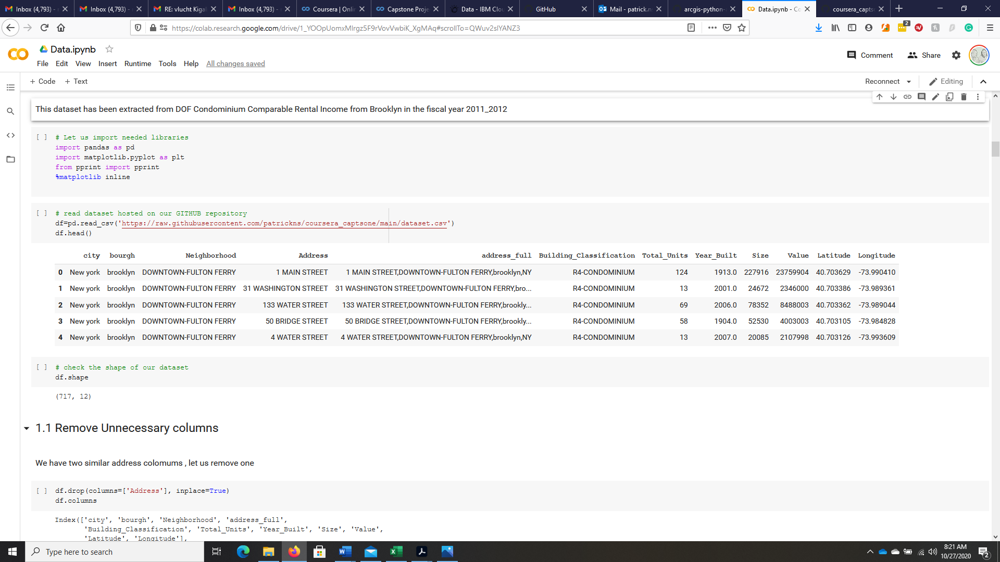 Inbox (4,793) -
Inbox (4,793) -
RE: vlucht Kigal
Inbox (4,793) -
Coursera | Onlin
Capstone Proje
Data - IBM Clou
GitHub
Mail - patrick.n
arcgis-python-
Data.ipynb - Co
coursera_capts
https://colab.research.google.com/drive/
2
Data.ipynb
Comment Share
File Edit View Insert Runtime Tools Help All changes saved
+ Code + Text
Reconnect Editing
This dataset has been extracted from DOF Condominium Comparable Rental Income from Brooklyn in the fiscal year 2011_2012
[ ] # Let us import needed libraries
import pandas as pd
import matplotlib.pyplot as plt
from pprint import pprint
%matplotlib inline
[ ] # read dataset hosted on our GITHUB repository
df=pd.read_csv('https://raw.githubusercontent.com/patrickns/coursera_captsone/main/dataset.csv')
df.head()
city bourgh Neighborhood Address address_full Building_Classification Total_Units Year_Built Size Value Latitude Longitude
0 New york brooklyn DOWNTOWN-FULTON FERRY 1 MAIN STREET 1 MAIN STREET,DOWNTOWN-FULTON FERRY,brooklyn,NY R4-CONDOMINIUM 124 1913.0 227916 23759904 40.703629 -73.990410
1 New york brooklyn DOWNTOWN-FULTON FERRY 31 WASHINGTON STREET 31 WASHINGTON STREET,DOWNTOWN-FULTON FERRY,bro... R4-CONDOMINIUM 13 2001.0 24672 2346000 40.703386 -73.989361
2 New york brooklyn DOWNTOWN-FULTON FERRY 133 WATER STREET 133 WATER STREET,DOWNTOWN-FULTON FERRY,brookly... R4-CONDOMINIUM 69 2006.0 78352 8488003 40.703362 -73.989044
3 New york brooklyn DOWNTOWN-FULTON FERRY 50 BRIDGE STREET 50 BRIDGE STREET,DOWNTOWN-FULTON FERRY,brookly... R4-CONDOMINIUM 58 1904.0 52530 4003003 40.703105 -73.984828
4 New york brooklyn DOWNTOWN-FULTON FERRY 4 WATER STREET 4 WATER STREET,DOWNTOWN-FULTON FERRY,brooklyn,NY R4-CONDOMINIUM 13 2007.0 20085 2107998 40.703126 -73.993609
[ ] # check the shape of our dataset
df.shape
(717, 12)
1.1 Remove Unnecessary columns
We have two similar address colomums , let us remove one
[ ] df.drop(columns=['Address'], inplace=True)
df.columns
Index(['city', 'bourgh', 'Neighborhood', 'address_full',
'Building_Classification', 'Total_Units', 'Year_Built', 'Size', 'Value',
'Latitude', 'Longitude'],
Type here to search
8:21 AM
10/27/2020
2